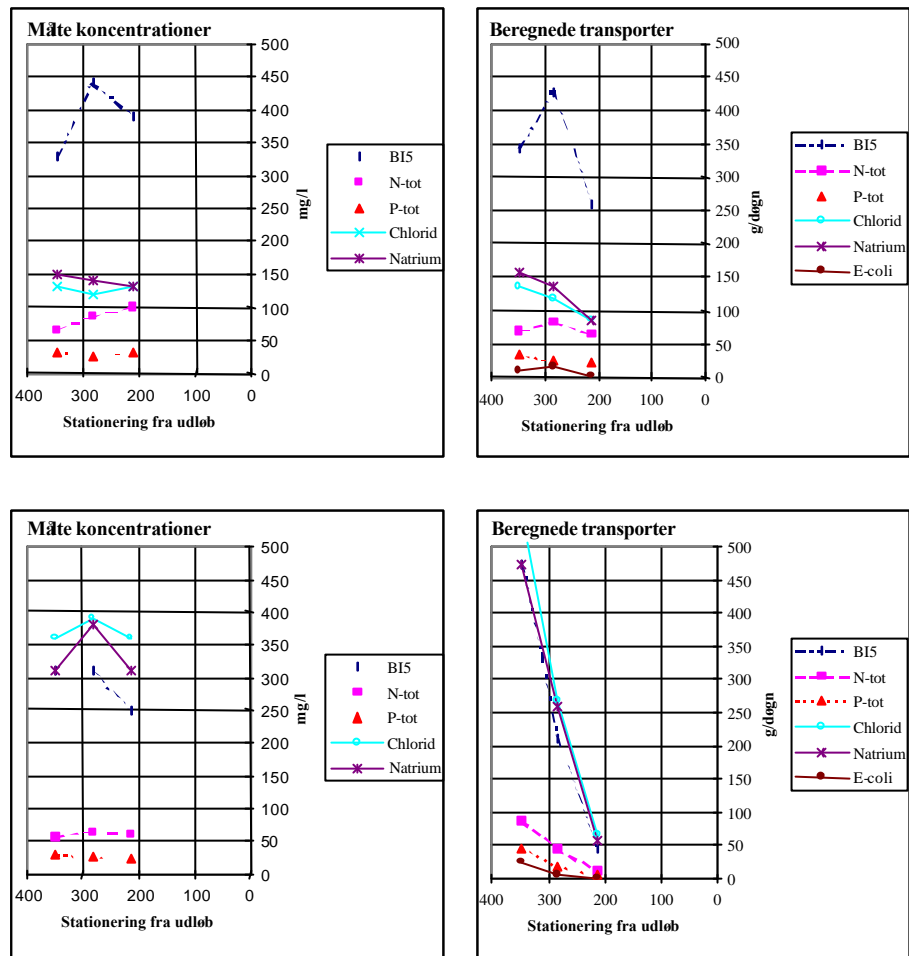 Målte koncentrationer
500
450
400
350
300
250
200
150
100
50
0
mg/l
400 300 200 100 0
Stationering fra udløb
BI5
N-tot
P-tot
Chlorid
Natrium
Beregnede transporter
500
450
400
350
300
250
200
150
100
50
0
g/døgn
400 300 200 100 0
Stationering fra udløb
BI5
N-tot
P-tot
Chlorid
Natrium
E-coli
Målte koncentrationer
500
450
400
350
300
250
200
150
100
50
0
mg/l
400 300 200 100 0
Stationering fra udløb
BI5
N-tot
P-tot
Chlorid
Natrium
Beregnede transporter
500
450
400
350
300
250
200
150
100
50
0
g/døgn
400 300 200 100 0
Stationering fra udløb
BI5
N-tot
P-tot
Chlorid
Natrium
E-coli